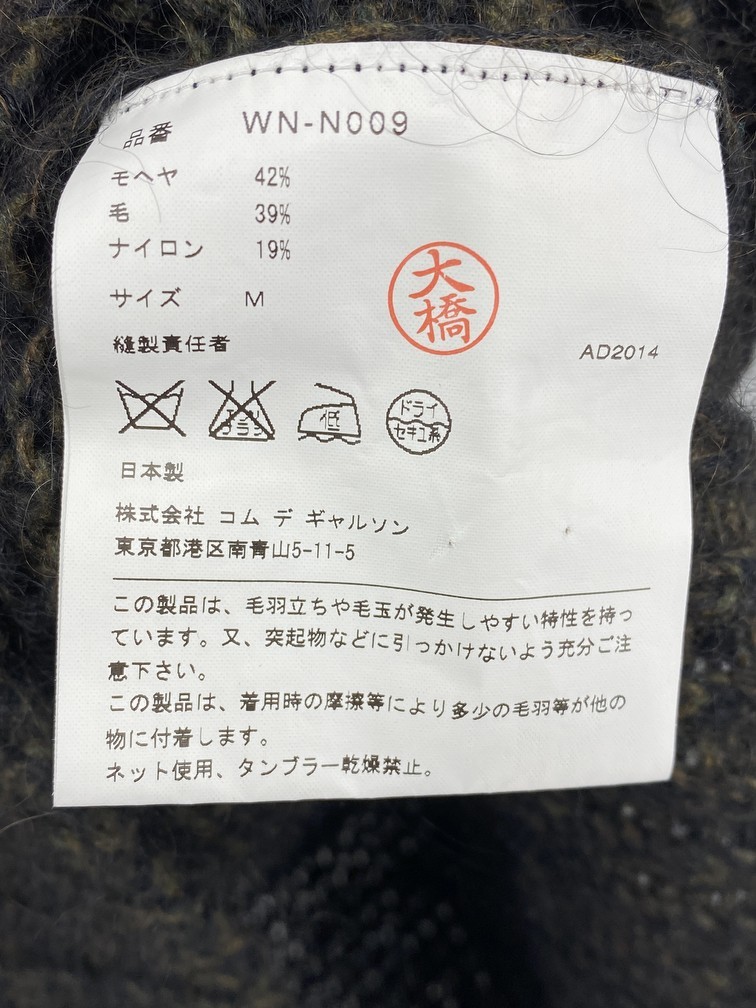 品番 WN-N009
モヘヤ 42%
毛 39%
ナイロン 19%
サイズ M
大橋
縫製責任者
AD2014
エンソ
サラシ
低
ドライ
セキユ系
日本製
株式会社 コム デ ギャルソン
東京都港区南青山5-11-5
この製品は、毛羽立ちや毛玉が発生しやすい特性を持っ
ています。又、突起物などに引っかけないよう充分ご注
意下さい。
この製品は、着用時の摩擦等により多少の毛羽等が他の
物に付着します。
ネット使用、タンブラー乾燥禁止。